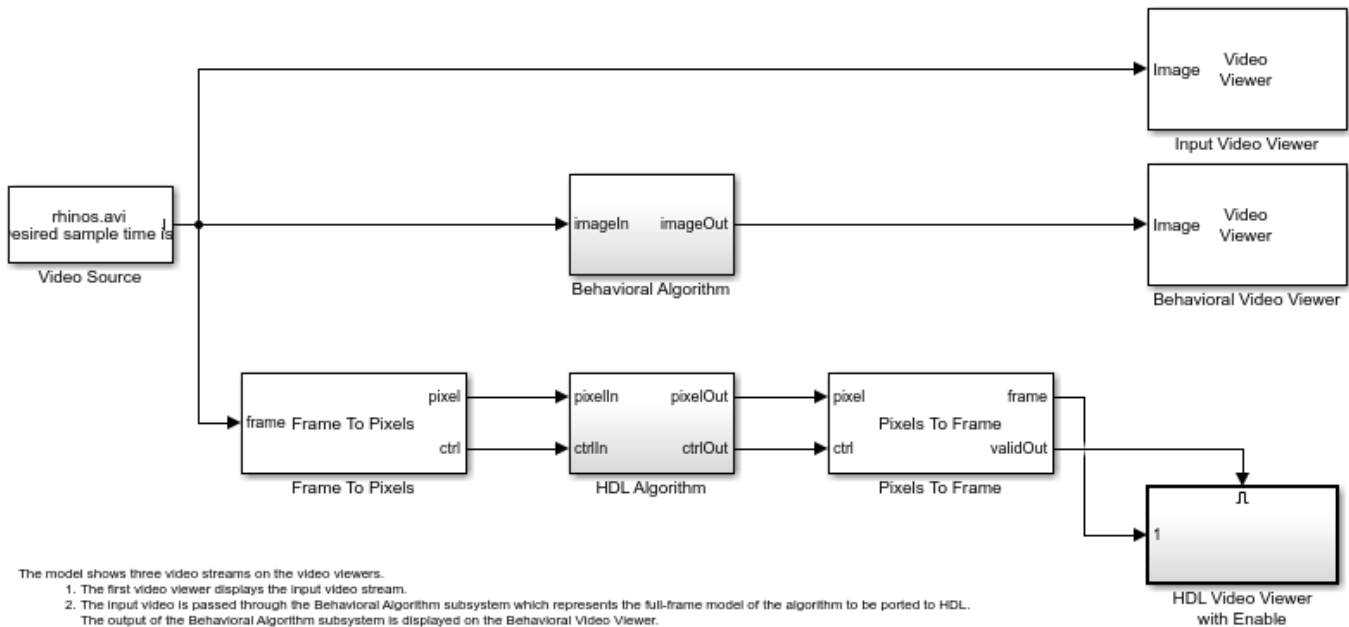 Video
Viewer
Image
Input Video Viewer
rhinos.avi
I
esired sample time is
Video Source
imageIn
imageOut
Behavioral Algorithm
Video
Viewer
Image
Behavioral Video Viewer
frame
Frame To Pixels
pixel
ctrl
Frame To Pixels
pixelIn
pixelOut
ctrlIn
ctrlOut
HDL Algorithm
pixel
frame
Pixels To Frame
ctrl
validOut
Pixels To Frame
1
HDL Video Viewer
with Enable
The model shows three video streams on the video viewers.
1. The first video viewer displays the input video stream.
2. The input video is passed through the Behavioral Algorithm subsystem which represents the full-frame model of the algorithm to be ported to HDL.
The output of the Behavioral Algorithm subsystem is displayed on the Behavioral Video Viewer.